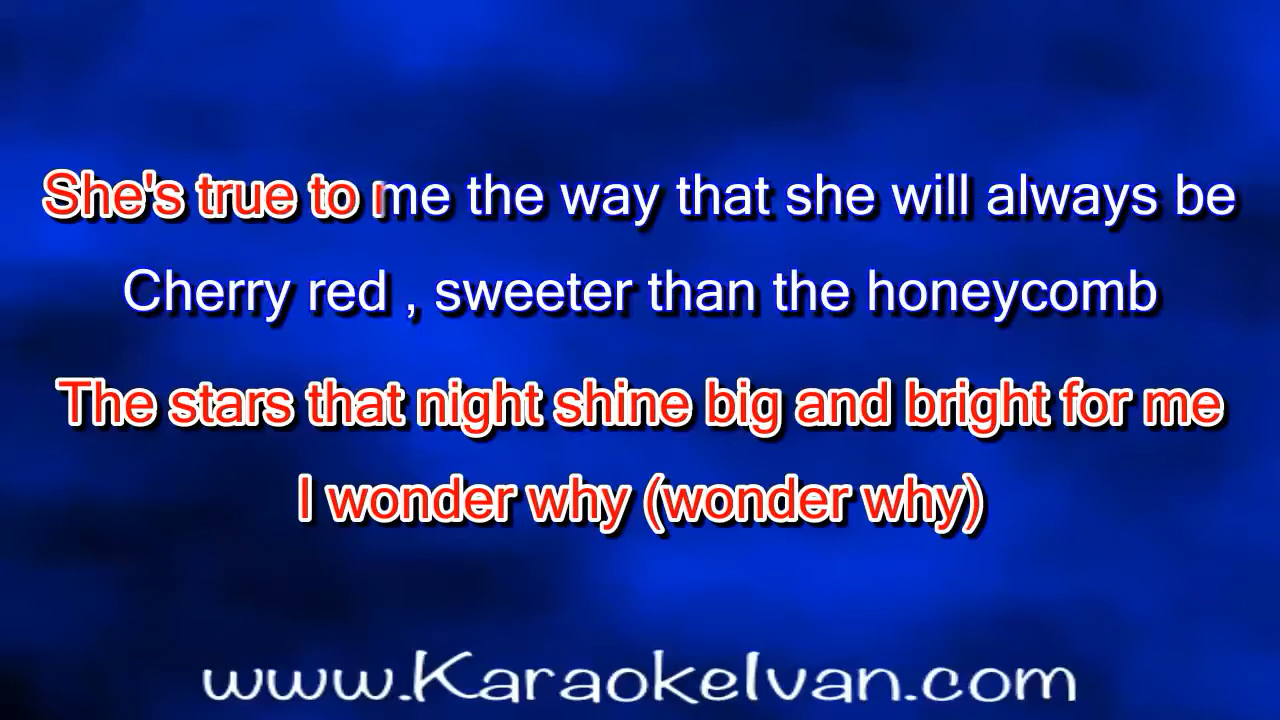 She's true to me the way that she will always be
Cherry red , sweeter than the honeycomb
The stars that night shine big and bright for me
I wonder why (wonder why)
www.KaraokeIvan.com